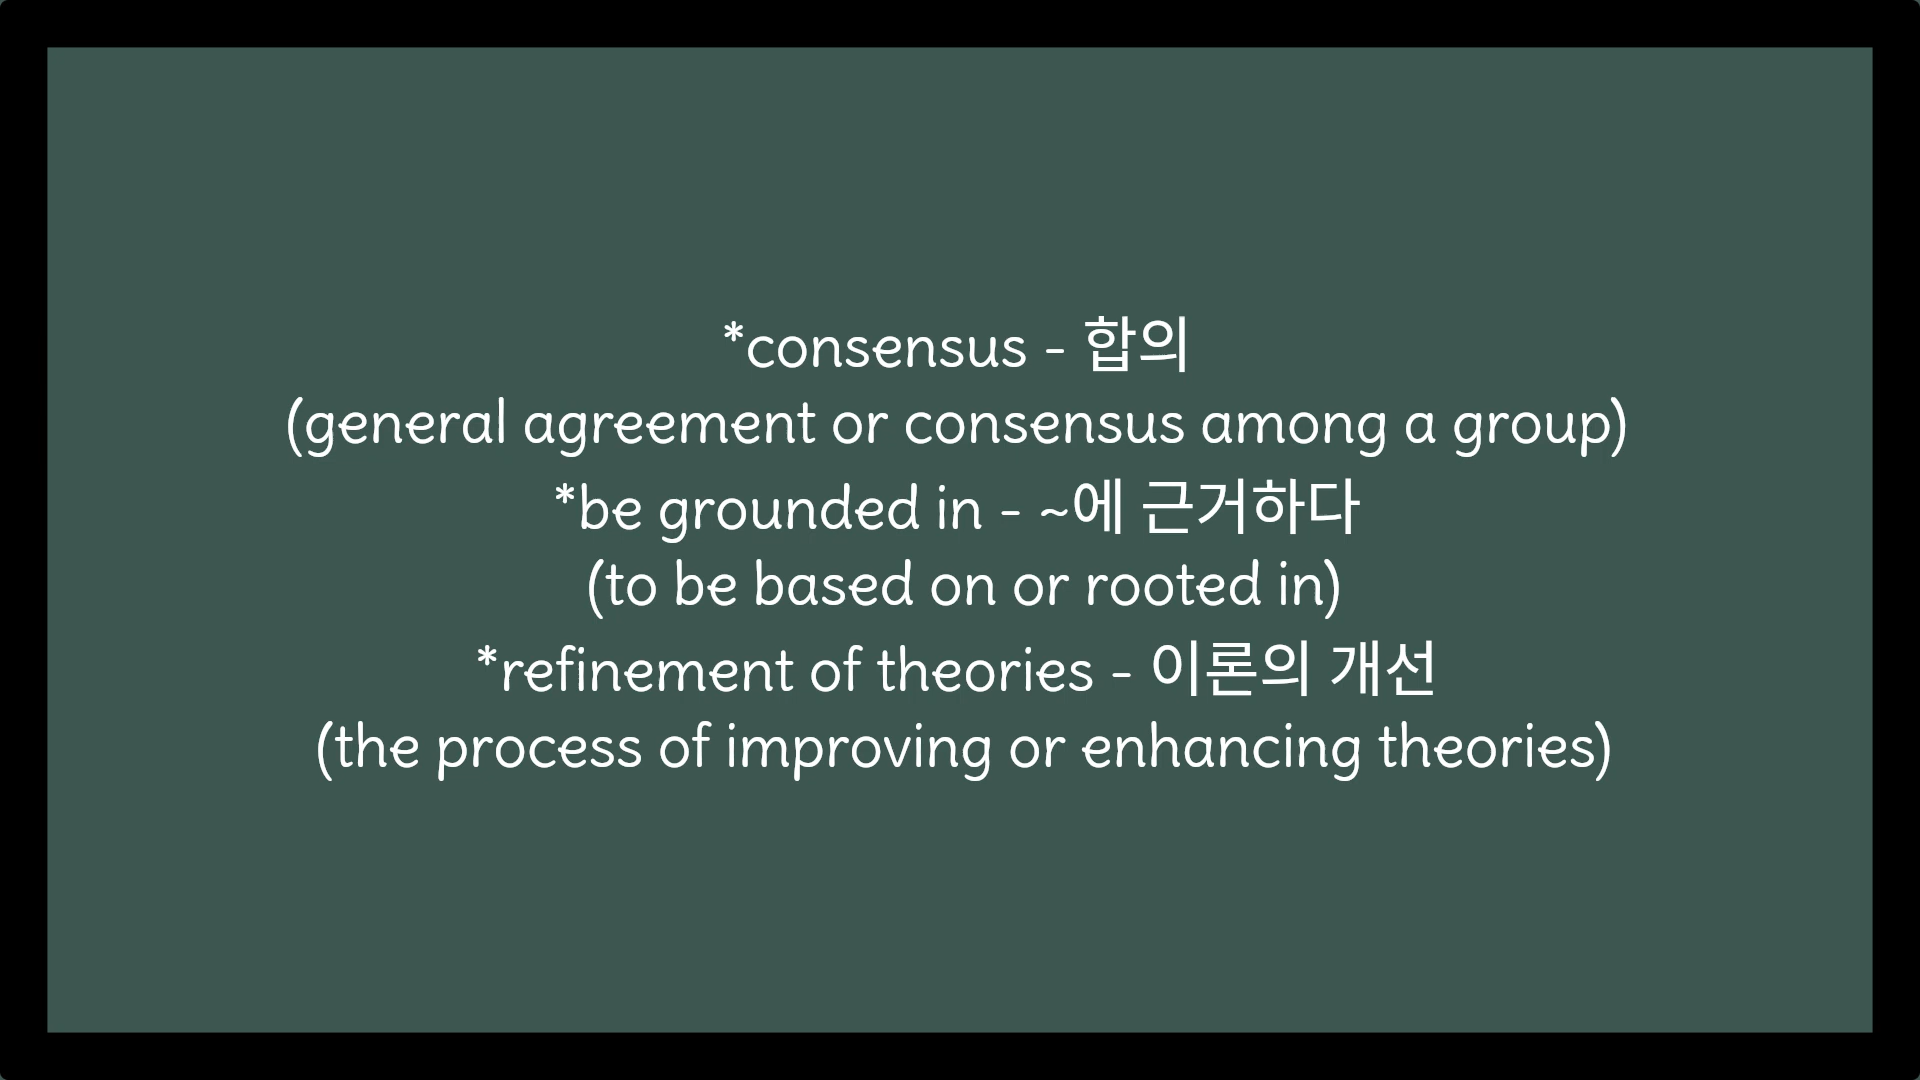 *consensus - 합의
(general agreement or consensus among a group)
*be grounded in - ~에 근거하다
(to be based on or rooted in)
*refinement of theories - 이론의 개선
(the process of improving or enhancing theories)